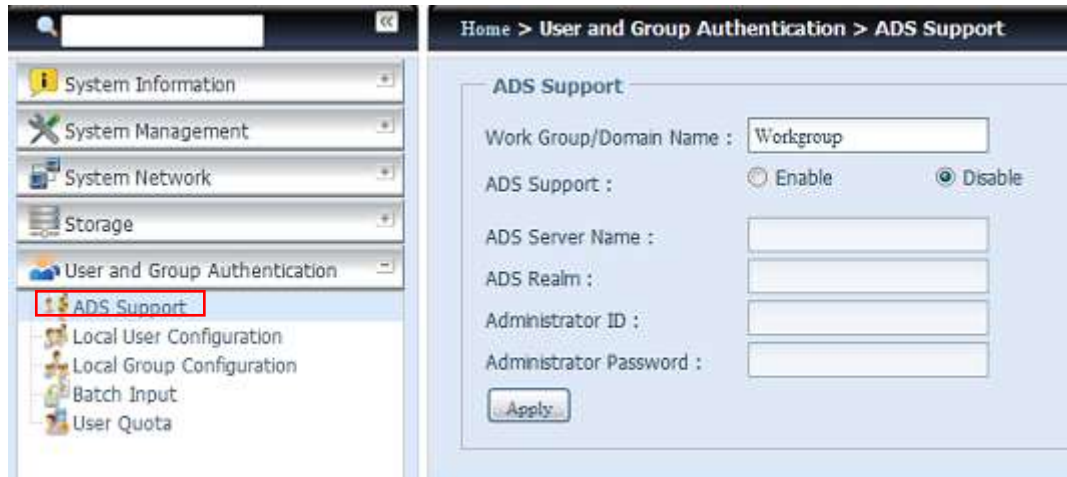 System Information
System Management
System Network
Storage
User and Group Authentication
ADS Support
Local User Configuration
Local Group Configuration
Batch Input
User Quota
Home > User and Group Authentication > ADS Support
ADS Support
Work Group/Domain Name : Workgroup
ADS Support : Enable Disable
ADS Server Name :
ADS Realm :
Administrator ID :
Administrator Password :
Apply